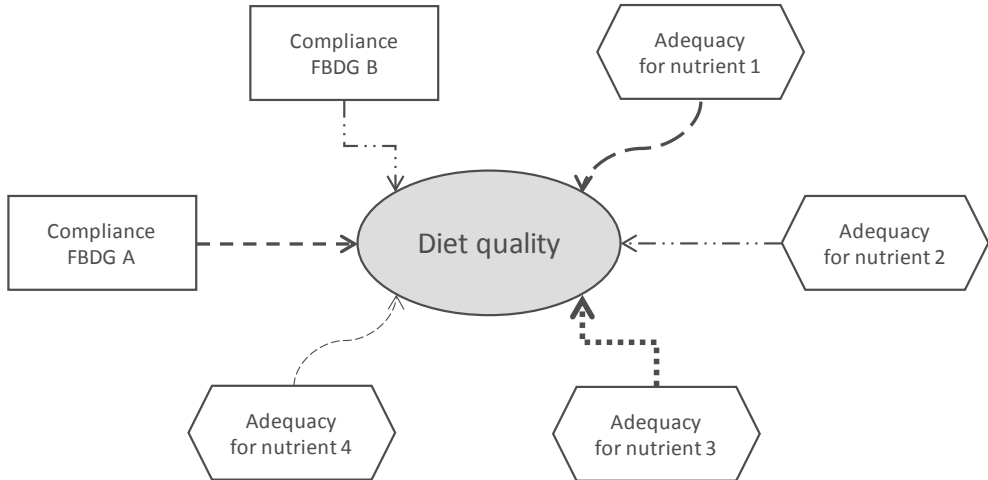 Compliance
FBDG B
Adequacy
for nutrient 1
Compliance
FBDG A
Diet quality
Adequacy
for nutrient 2
Adequacy
for nutrient 4
Adequacy
for nutrient 3